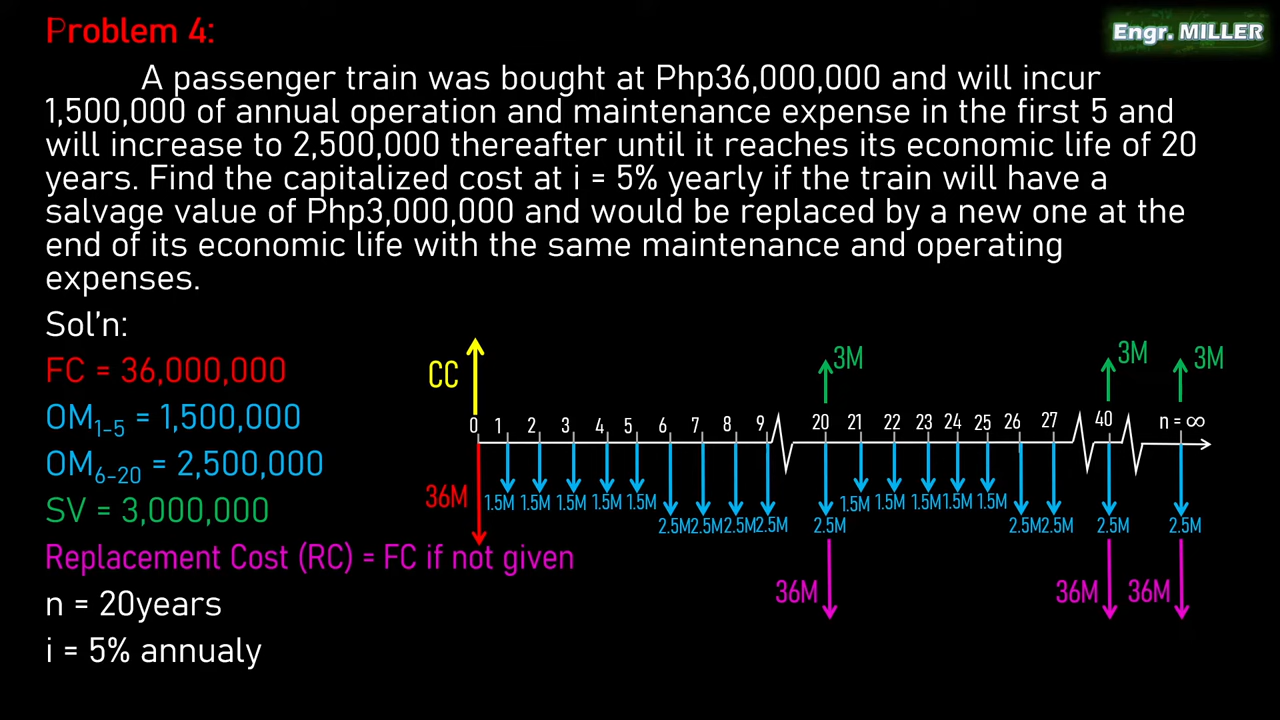 Problem 4:
Engr. MILLER
A passenger train was bought at Php36,000,000 and will incur
1,500,000 of annual operation and maintenance expense in the first 5 and
will increase to 2,500,000 thereafter until it reaches its economic life of 20
years. Find the capitalized cost at i = 5% yearly if the train will have a
salvage value of Php3,000,000 and would be replaced by a new one at the
end of its economic life with the same maintenance and operating
expenses.
Sol'n:
FC = 36,000,000
OM1-5 = 1,500,000
OM6-20 = 2,500,000
SV = 3,000,000
Replacement Cost (RC) = FC if not given
n = 20years
i = 5% annualy
CC
3M 3M 3M
0 1 2 3 4 5 6 7 8 9 20 21 22 23 24 25 26 27 40 n = ∞
36M 1.5M 1.5M 1.5M 1.5M 1.5M 1.5M 1.5M 1.5M 1.5M 1.5M
2.5M 2.5M 2.5M 2.5M 2.5M 2.5M 2.5M 2.5M 2.5M
36M 36M 36M